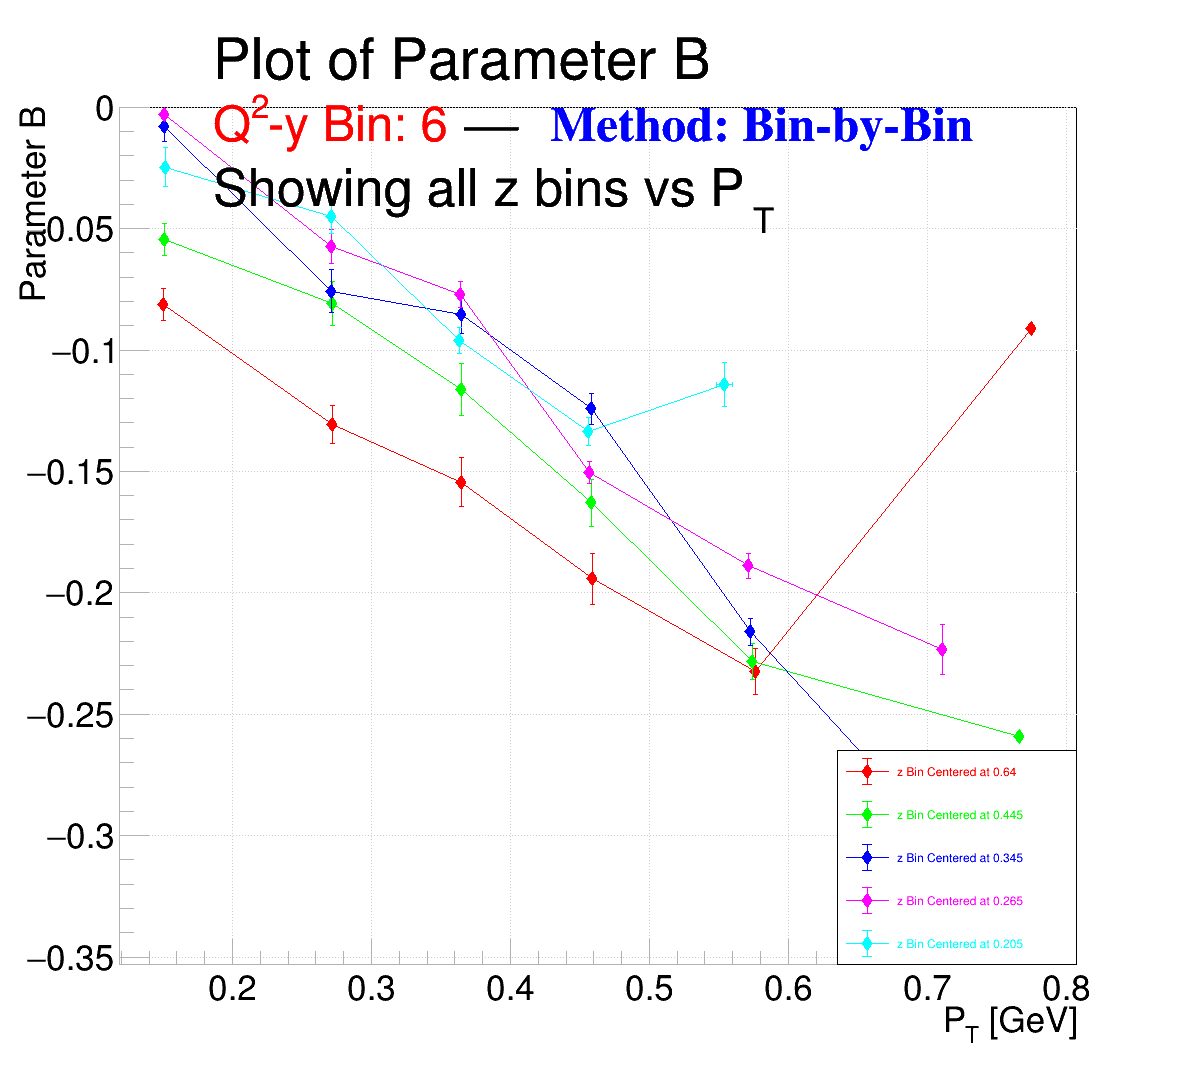 Plot of Parameter B
Q²-y Bin: 6 — Method: Bin-by-Bin
Showing all z bins vs P_T
Parameter B
0
0.05
−0.1
−0.15
−0.2
−0.25
−0.3
−0.35
z Bin Centered at 0.64
z Bin Centered at 0.445
z Bin Centered at 0.345
z Bin Centered at 0.265
z Bin Centered at 0.205
0.2 0.3 0.4 0.5 0.6 0.7 0.8
P_T [GeV]